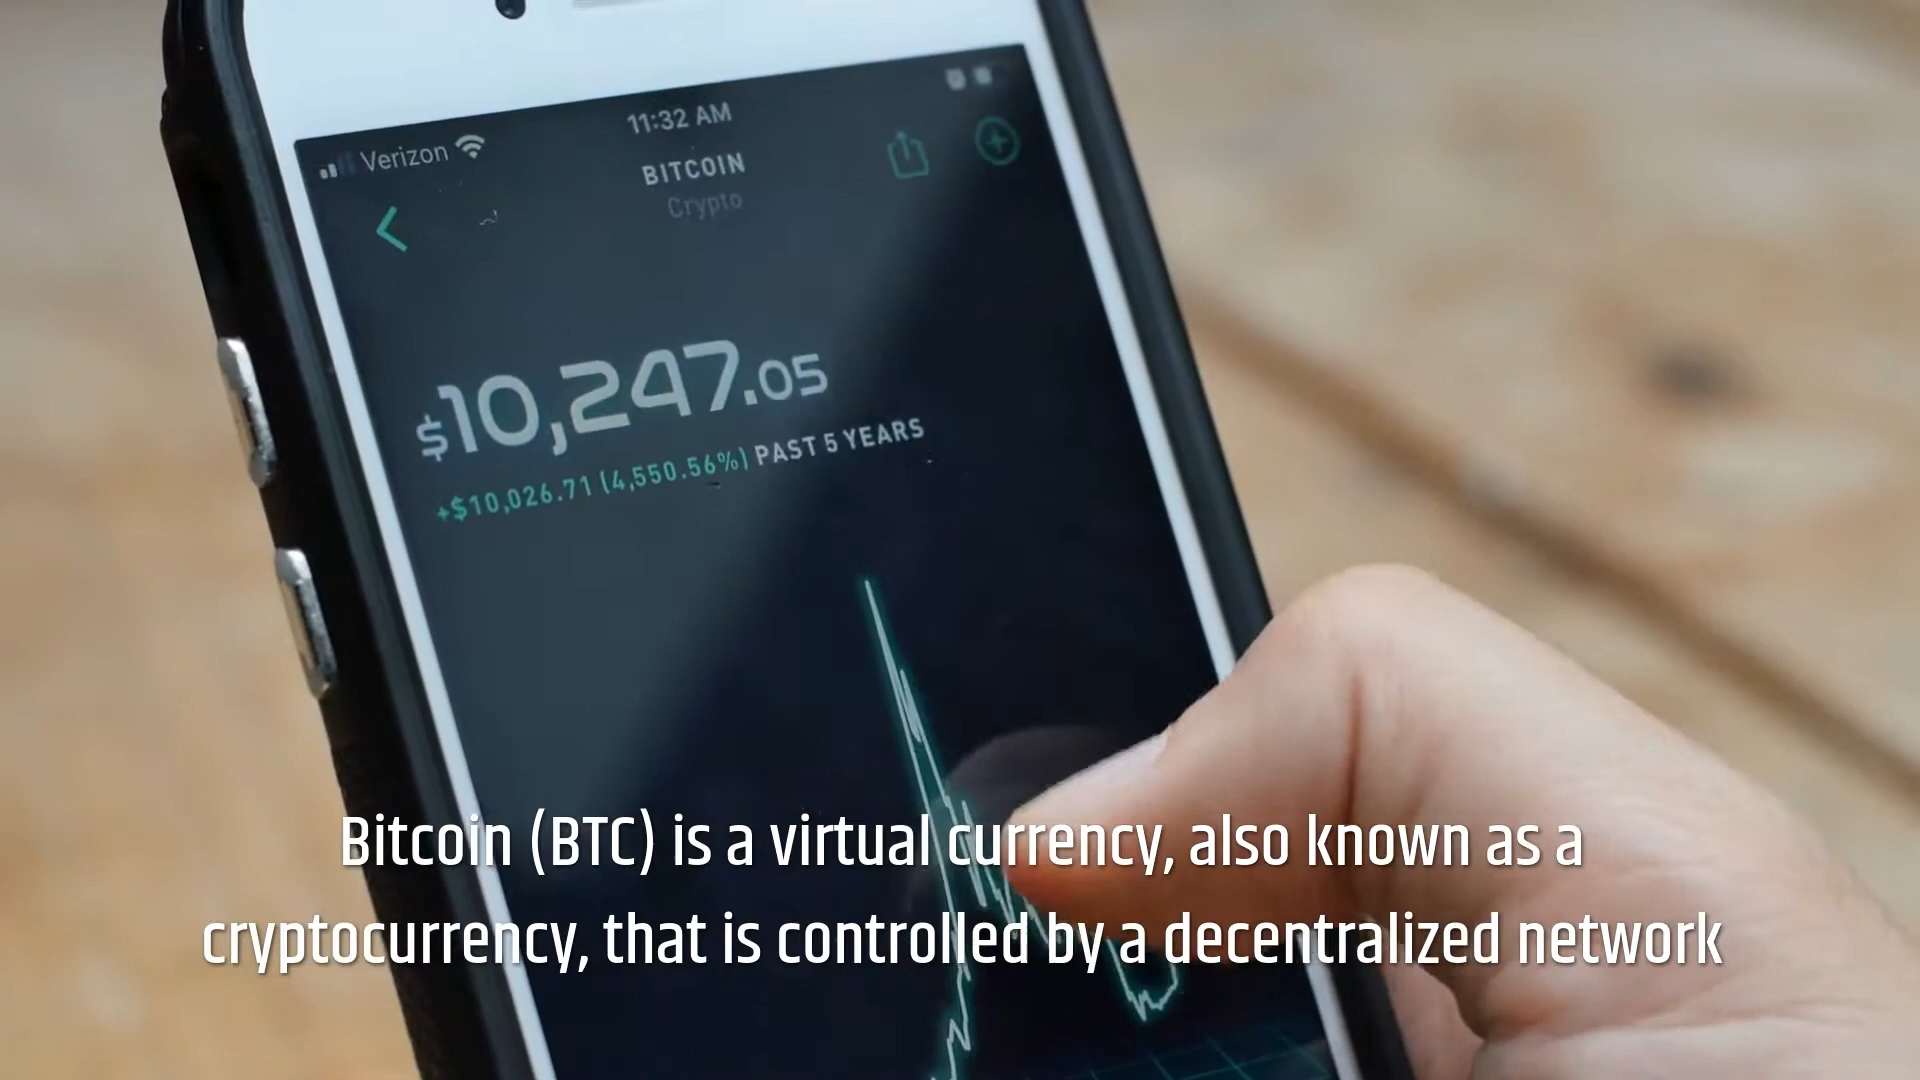 11:32 AM
Verizon
BITCOIN
Crypto
$10,247.05
+$10,026.71 (4,550.56%) PAST 5 YEARS
Bitcoin (BTC) is a virtual currency, also known as a
cryptocurrency, that is controlled by a decentralized network